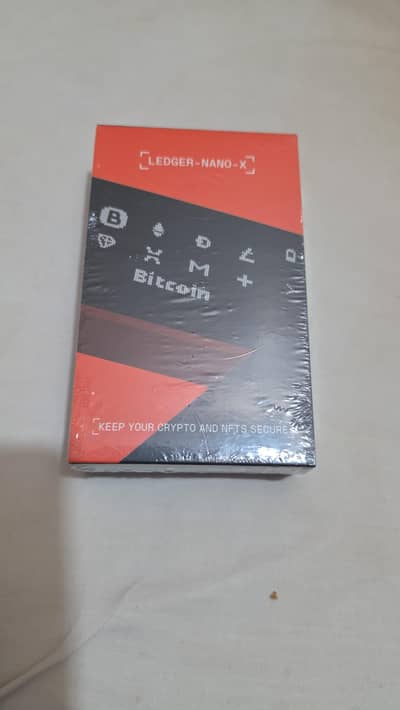 [LEDGER-NANO-X]
Bitcoin
[KEEP YOUR CRYPTO AND NFTS SECURE]